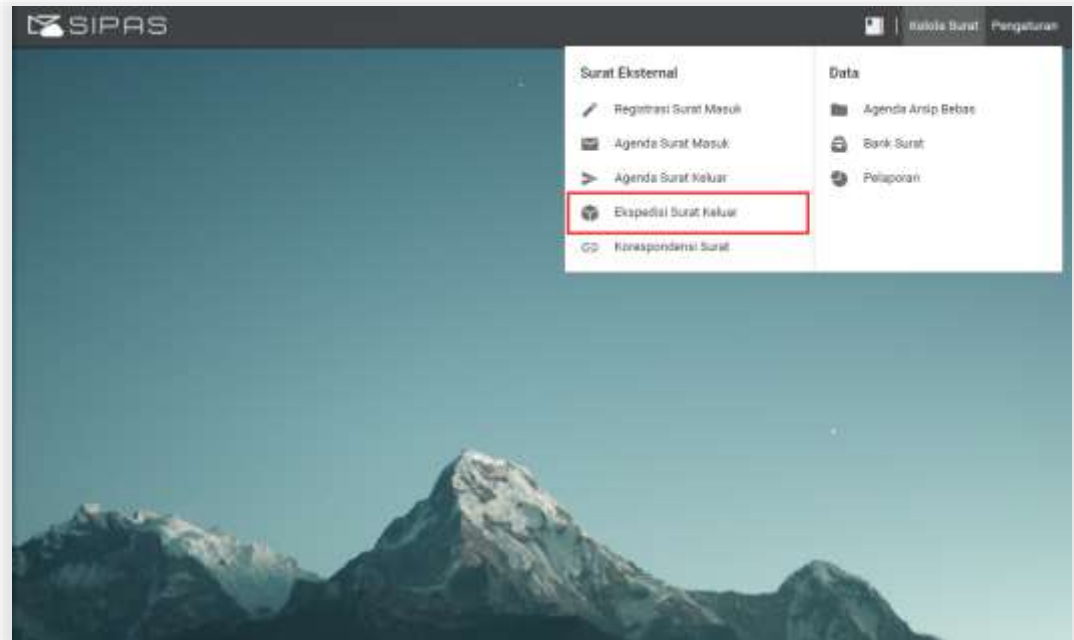 SIPAS
Kelola Surat Pengaturan
Surat Eksternal
Registrasi Surat Masuk
Agenda Surat Masuk
Agenda Surat Keluar
Ekspedisi Surat Keluar
Korespondensi Surat
Data
Agenda Arsip Bebas
Bank Surat
Pelaporan